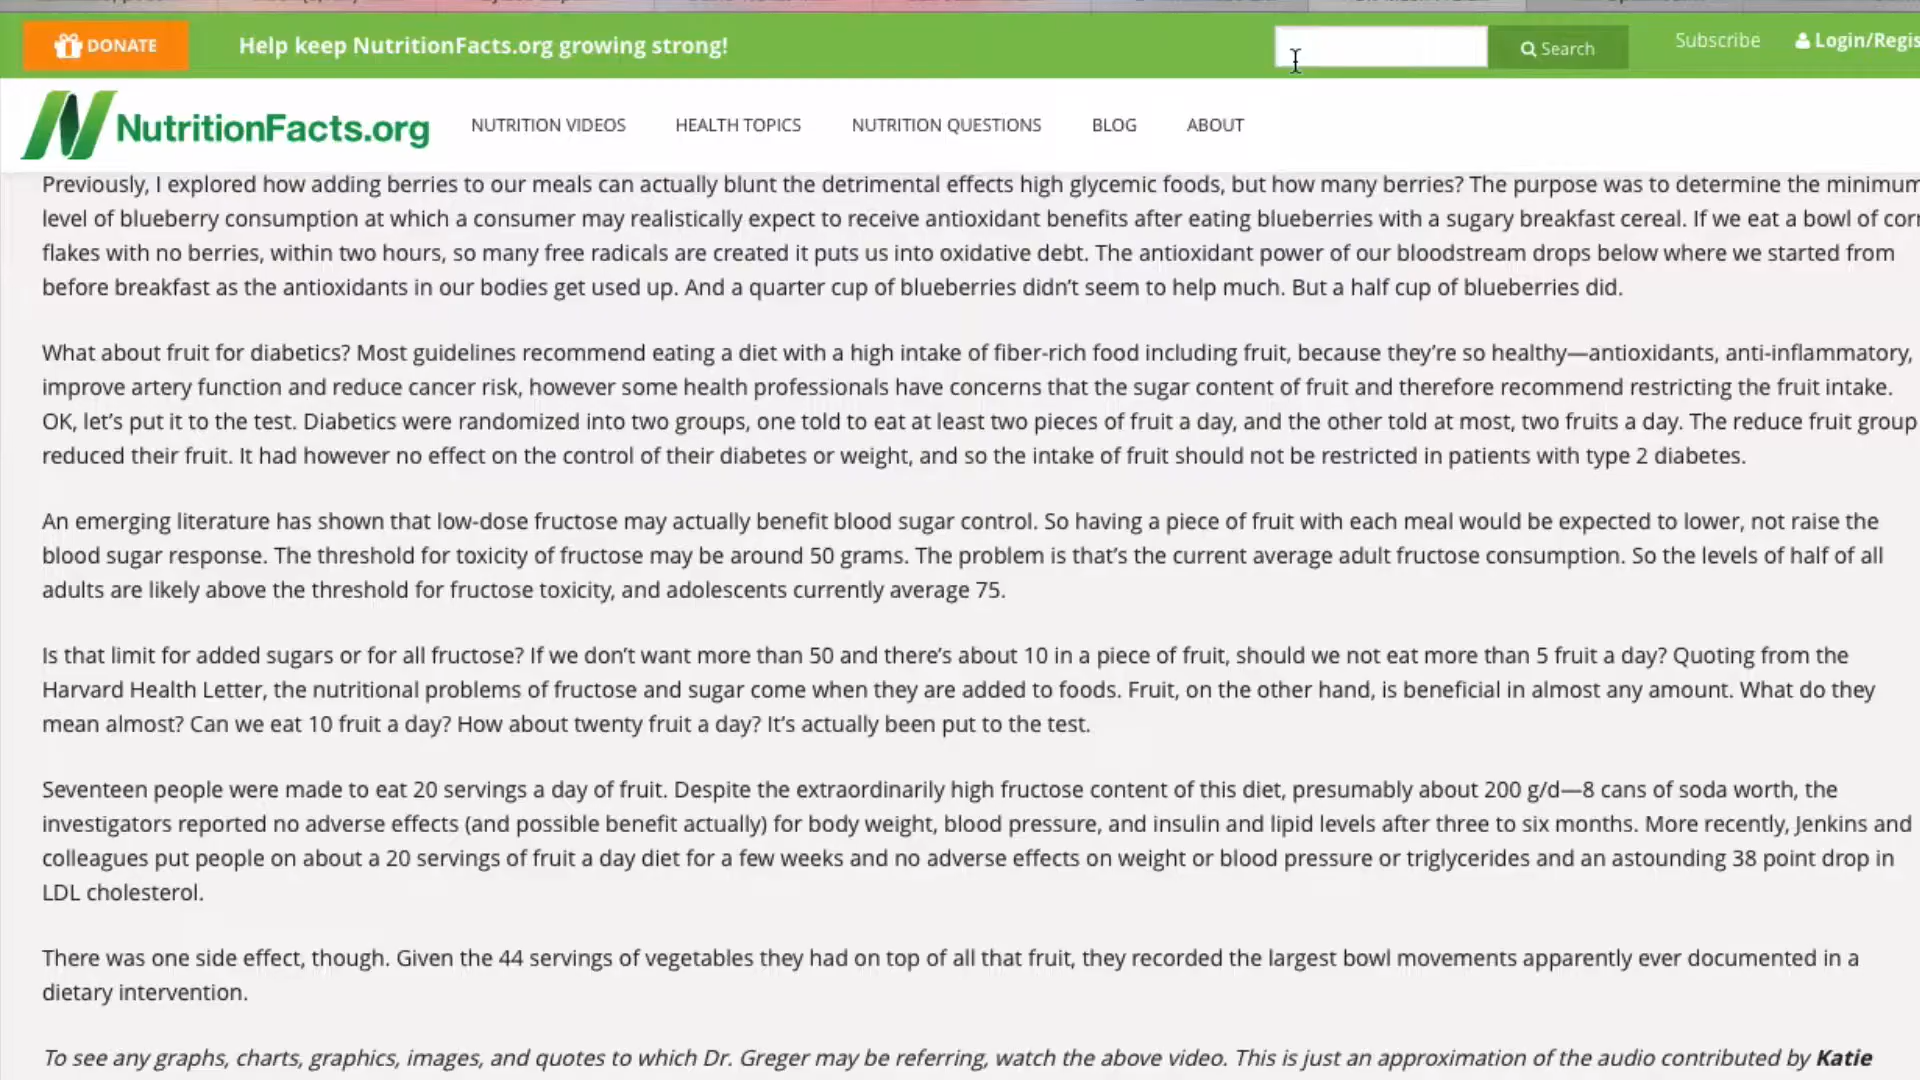 DONATE
Help keep NutritionFacts.org growing strong!
Search
Subscribe
Login/Regis
NutritionFacts.org
NUTRITION VIDEOS
HEALTH TOPICS
NUTRITION QUESTIONS
BLOG
ABOUT
Previously, I explored how adding berries to our meals can actually blunt the detrimental effects high glycemic foods, but how many berries? The purpose was to determine the minimum
level of blueberry consumption at which a consumer may realistically expect to receive antioxidant benefits after eating blueberries with a sugary breakfast cereal. If we eat a bowl of corn
flakes with no berries, within two hours, so many free radicals are created it puts us into oxidative debt. The antioxidant power of our bloodstream drops below where we started from
before breakfast as the antioxidants in our bodies get used up. And a quarter cup of blueberries didn't seem to help much. But a half cup of blueberries did.
What about fruit for diabetics? Most guidelines recommend eating a diet with a high intake of fiber-rich food including fruit, because they're so healthy—antioxidants, anti-inflammatory,
improve artery function and reduce cancer risk, however some health professionals have concerns that the sugar content of fruit and therefore recommend restricting the fruit intake.
OK, let's put it to the test. Diabetics were randomized into two groups, one told to eat at least two pieces of fruit a day, and the other told at most, two fruits a day. The reduce fruit group
reduced their fruit. It had however no effect on the control of their diabetes or weight, and so the intake of fruit should not be restricted in patients with type 2 diabetes.
An emerging literature has shown that low-dose fructose may actually benefit blood sugar control. So having a piece of fruit with each meal would be expected to lower, not raise the
blood sugar response. The threshold for toxicity of fructose may be around 50 grams. The problem is that's the current average adult fructose consumption. So the levels of half of all
adults are likely above the threshold for fructose toxicity, and adolescents currently average 75.
Is that limit for added sugars or for all fructose? If we don't want more than 50 and there's about 10 in a piece of fruit, should we not eat more than 5 fruit a day? Quoting from the
Harvard Health Letter, the nutritional problems of fructose and sugar come when they are added to foods. Fruit, on the other hand, is beneficial in almost any amount. What do they
mean almost? Can we eat 10 fruit a day? How about twenty fruit a day? It's actually been put to the test.
Seventeen people were made to eat 20 servings a day of fruit. Despite the extraordinarily high fructose content of this diet, presumably about 200 g/d—8 cans of soda worth, the
investigators reported no adverse effects (and possible benefit actually) for body weight, blood pressure, and insulin and lipid levels after three to six months. More recently, Jenkins and
colleagues put people on about a 20 servings of fruit a day diet for a few weeks and no adverse effects on weight or blood pressure or triglycerides and an astounding 38 point drop in
LDL cholesterol.
There was one side effect, though. Given the 44 servings of vegetables they had on top of all that fruit, they recorded the largest bowl movements apparently ever documented in a
dietary intervention.
To see any graphs, charts, graphics, images, and quotes to which Dr. Greger may be referring, watch the above video. This is just an approximation of the audio contributed by Katie